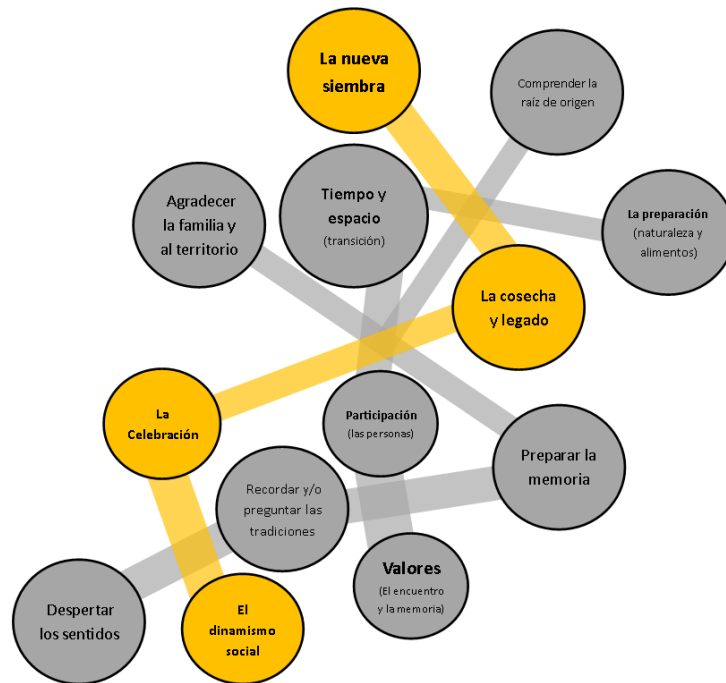 La nueva
siembra
Comprender la
raíz de origen
Agradecer
la familia y
al territorio
Tiempo y
espacio
(transición)
La preparación
(naturaleza y
alimentos)
La cosecha
y legado
La
Celebración
Participación
(las personas)
Preparar la
memoria
Recordar y/o
preguntar las
tradiciones
Valores
(El encuentro
y la memoria)
Despertar
los sentidos
El
dinamismo
social